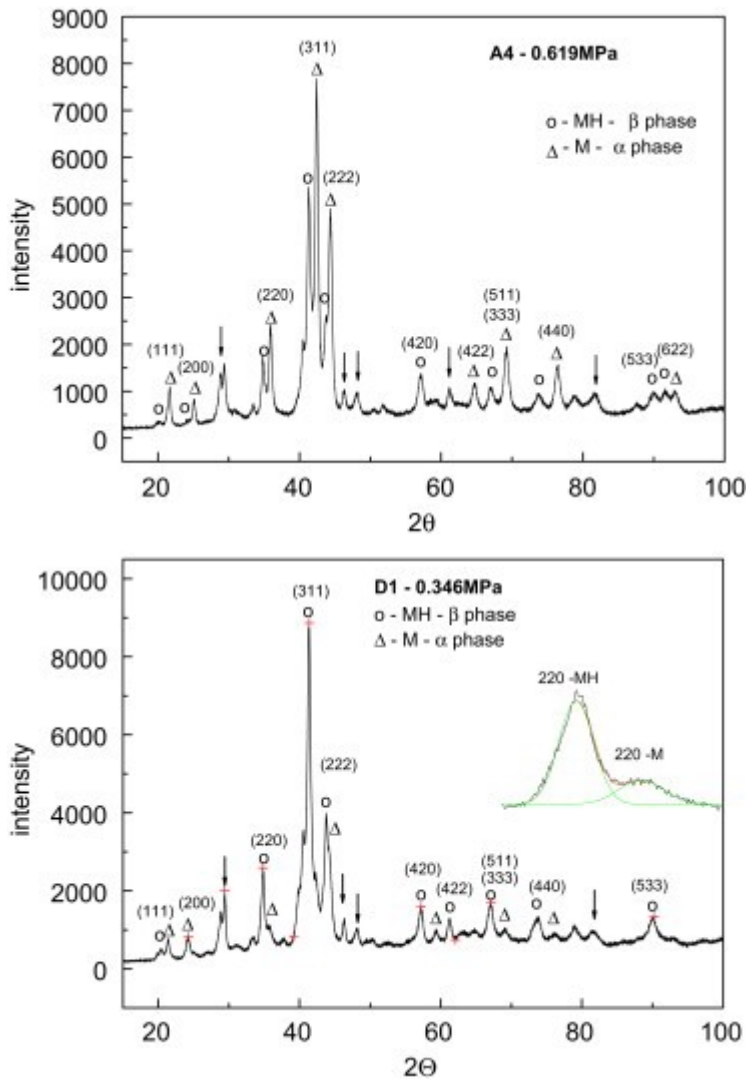 9000
8000
7000
6000
5000
4000
3000
2000
1000
0
intensity
(311)
Δ
A4 - 0.619MPa
o - MH - β phase
Δ - M - α phase
o
(222)
Δ
o
(220)
Δ
o
(111)
Δ
(200)
o
o
Δ
(420)
o
(422)
Δ
o
(511)
(333)
Δ
(440)
Δ
o
(533)
o
(622)
o
Δ
20
40
60
80
100
2θ
10000
8000
6000
4000
2000
0
intensity
(311)
o
D1 - 0.346MPa
o - MH - β phase
Δ - M - α phase
220 -MH
220 -M
(222)
o
Δ
(220)
o
Δ
(111)
o
Δ
(200)
Δ
(420)
o
Δ
(422)
o
(511)
(333)
o
Δ
(440)
o
Δ
(533)
o
20
40
60
80
100
2Θ